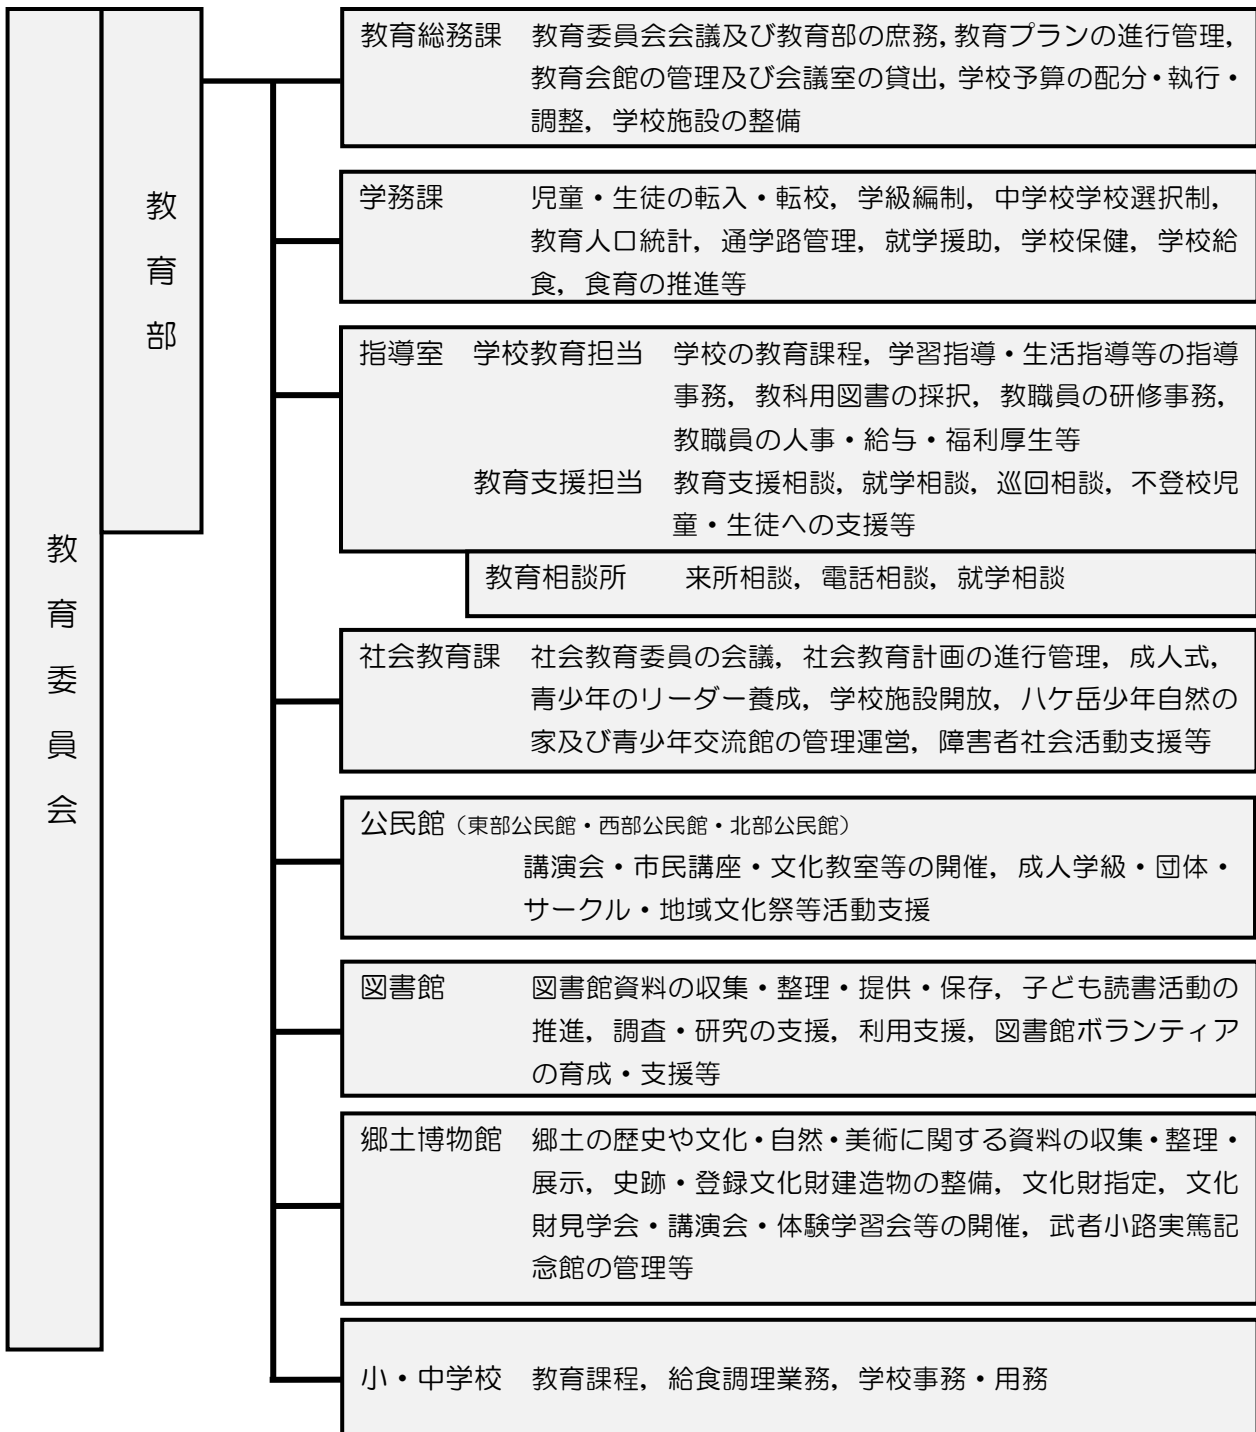 教育委員会
教育部
教育総務課 教育委員会会議及び教育部の庶務,教育プランの進行管理,
教育会館の管理及び会議室の貸出,学校予算の配分・執行・
調整,学校施設の整備
学務課 児童・生徒の転入・転校,学級編制,中学校学校選択制,
教育人口統計,通学路管理,就学援助,学校保健,学校給
食,食育の推進等
指導室 学校教育担当 学校の教育課程,学習指導・生活指導等の指導
事務,教科用図書の採択,教職員の研修事務,
教職員の人事・給与・福利厚生等
教育支援担当 教育支援相談,就学相談,巡回相談,不登校児
童・生徒への支援等
教育相談所 来所相談,電話相談,就学相談
社会教育課 社会教育委員の会議,社会教育計画の進行管理,成人式,
青少年のリーダー養成,学校施設開放,八ケ岳少年自然の
家及び青少年交流館の管理運営,障害者社会活動支援等
公民館(東部公民館・西部公民館・北部公民館)
講演会・市民講座・文化教室等の開催,成人学級・団体・
サークル・地域文化祭等活動支援
図書館 図書館資料の収集・整理・提供・保存,子ども読書活動の
推進,調査・研究の支援,利用支援,図書館ボランティア
の育成・支援等
郷土博物館 郷土の歴史や文化・自然・美術に関する資料の収集・整理・
展示,史跡・登録文化財建造物の整備,文化財指定,文化
財見学会・講演会・体験学習会等の開催,武者小路実篤記
念館の管理等
小・中学校 教育課程,給食調理業務,学校事務・用務